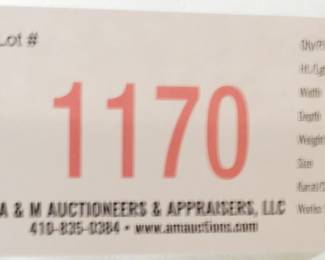 Lot #
1170
A & M AUCTIONEERS & APPRAISERS, LLC
410-835-0384 • www.amauctions.com
Width
Depth
Weight
Size